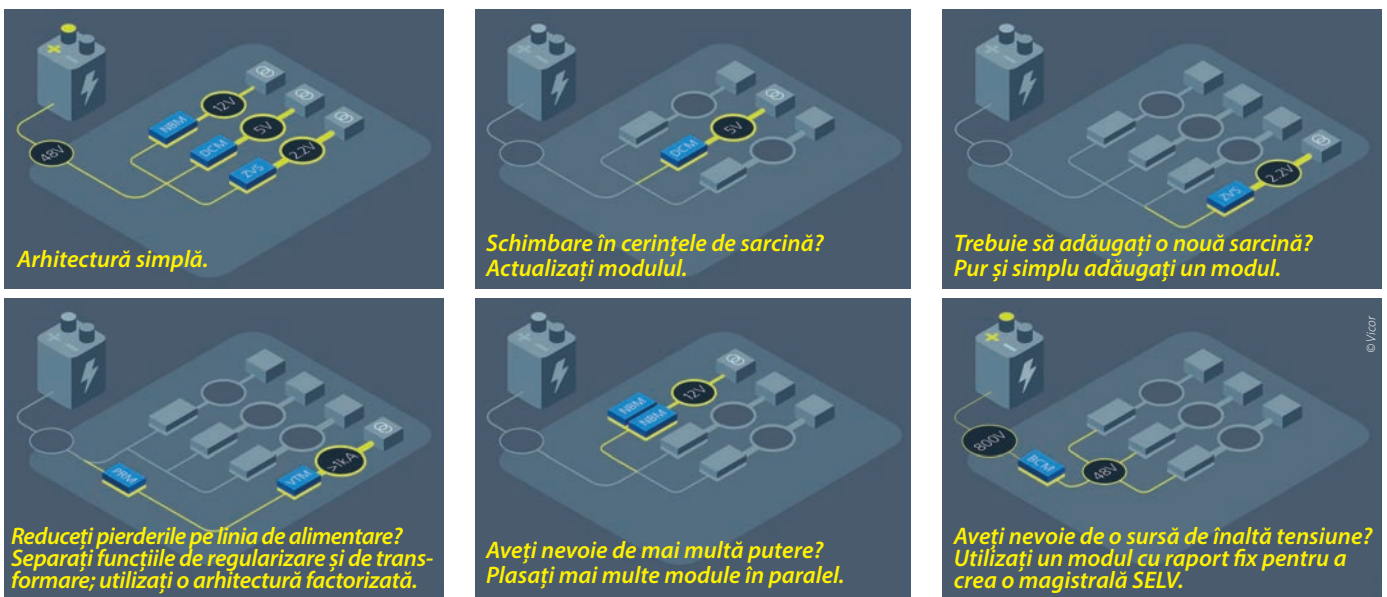 12V
NBM
5V
DCM
2.2V
48V
ZVS
Arhitectură simplă.
5V
DCM
Schimbare în cerințele de sarcină?
Actualizați modulul.
2.2V
ZVS
Trebuie să adăugați o nouă sarcină?
Pur și simplu adăugați un modul.
>1kA
PRM
VTM
Reduceți pierderile pe linia de alimentare?
Separați funcțiile de regularizare și de trans-
formare; utilizați o arhitectură factorizată.
12V
NBM
NBM
Aveți nevoie de mai multă putere?
Plasați mai multe module în paralel.
© Vicor
800V
BCM
48V
Aveți nevoie de o sursă de înaltă tensiune?
Utilizați un modul cu raport fix pentru a
crea o magistrală SELV.